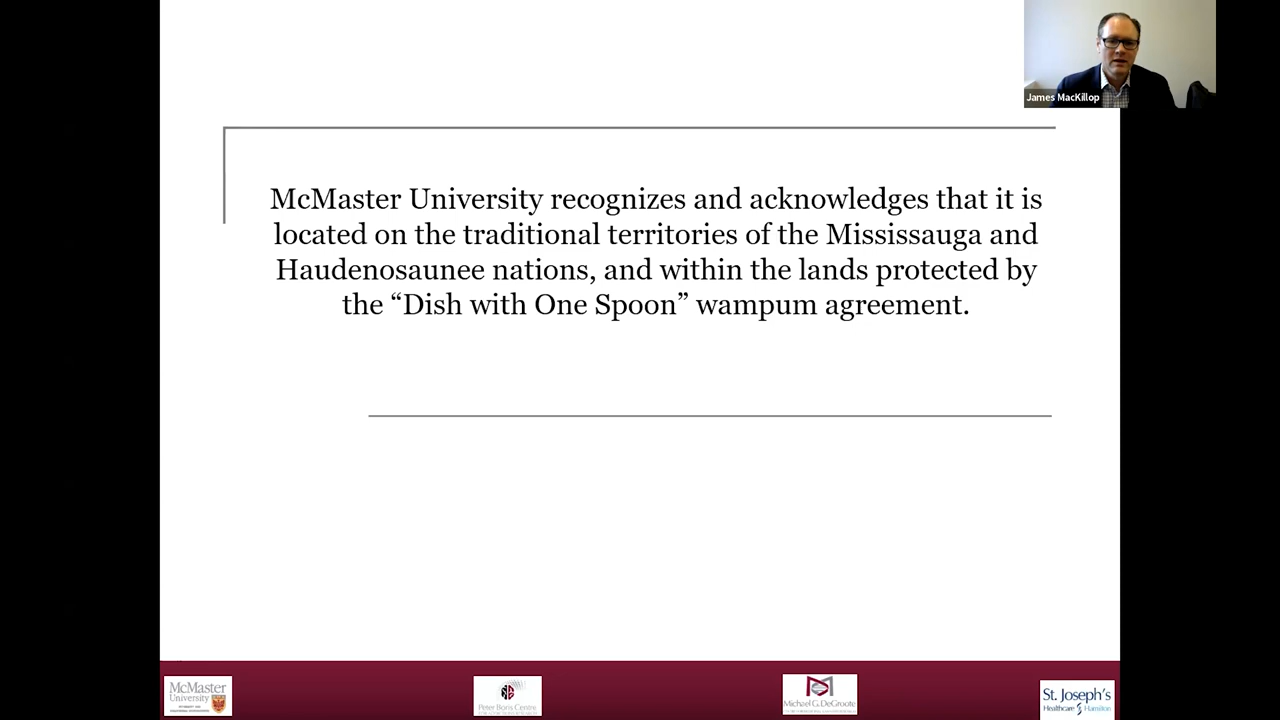 James MacKillop
McMaster University recognizes and acknowledges that it is
located on the traditional territories of the Mississauga and
Haudenosaunee nations, and within the lands protected by
the “Dish with One Spoon” wampum agreement.
McMaster
University
Peter Boris Centre
Michael G. DeGroote
St. Joseph's
Healthcare Hamilton